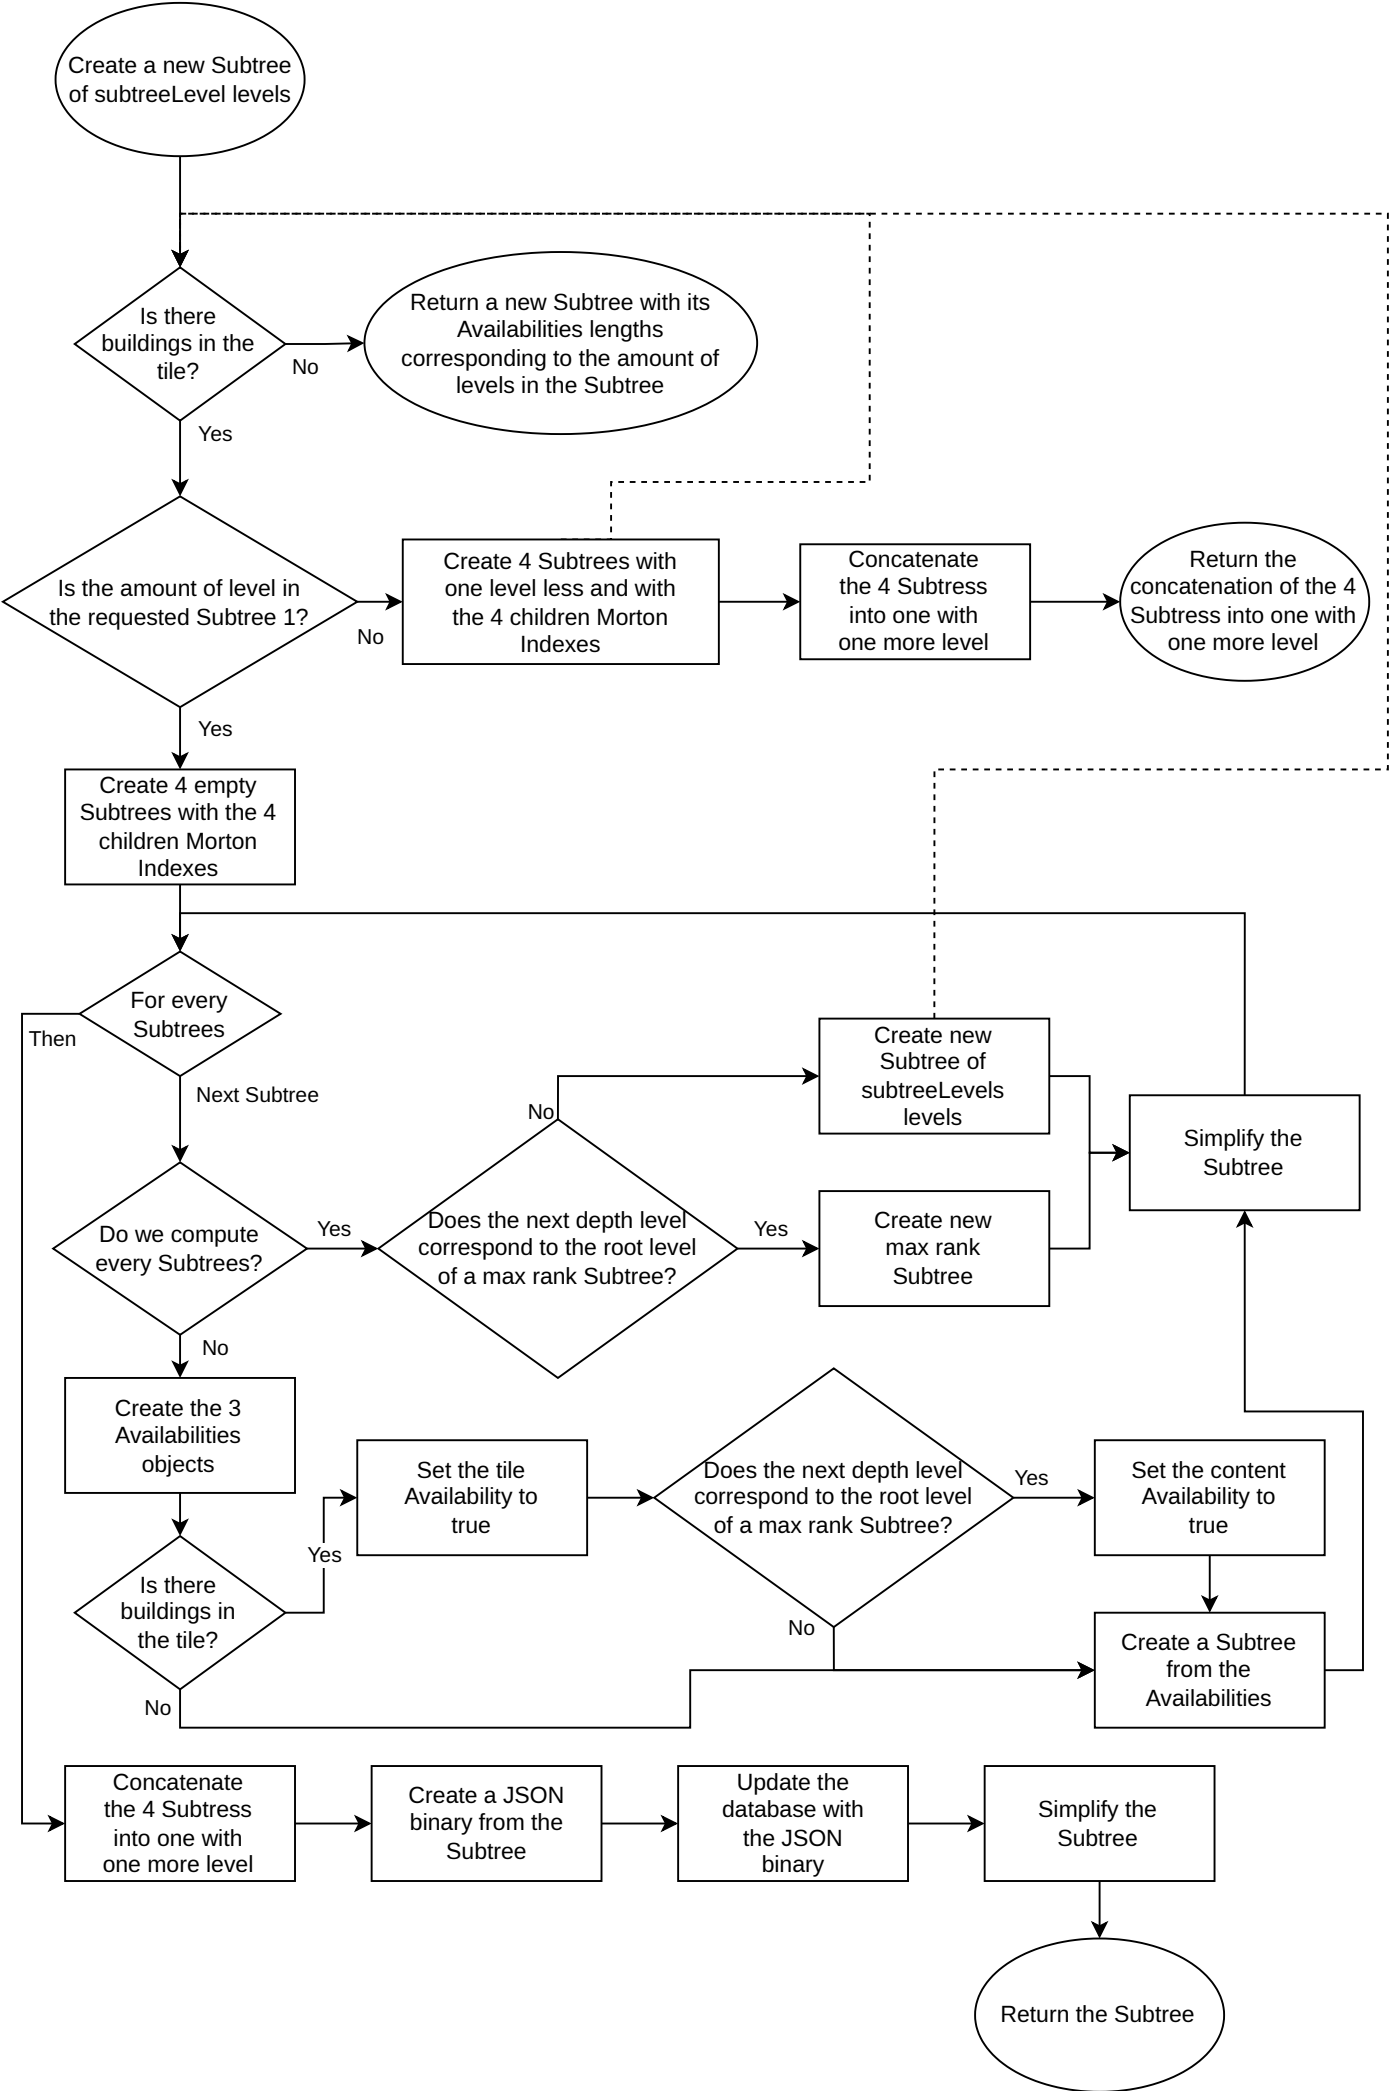 Create a new Subtree
of subtreeLevel levels
Is there
buildings in the
tile?
No
Return a new Subtree with its
Availabilities lengths
corresponding to the amount of
levels in the Subtree
Yes
Is the amount of level in
the requested Subtree 1?
No
Create 4 Subtrees with
one level less and with
the 4 children Morton
Indexes
Concatenate
the 4 Subtress
into one with
one more level
Return the
concatenation of the 4
Subtress into one with
one more level
Yes
Create 4 empty
Subtrees with the 4
children Morton
Indexes
For every
Subtrees
Then
Next Subtree
Do we compute
every Subtrees?
Yes
Does the next depth level
correspond to the root level
of a max rank Subtree?
No
Create new
Subtree of
subtreeLevels
levels
Yes
Create new
max rank
Subtree
Simplify the
Subtree
No
Create the 3
Availabilities
objects
Is there
buildings in
the tile?
Yes
Set the tile
Availability to
true
Does the next depth level
correspond to the root level
of a max rank Subtree?
Yes
Set the content
Availability to
true
No
Create a Subtree
from the
Availabilities
No
Concatenate
the 4 Subtress
into one with
one more level
Create a JSON
binary from the
Subtree
Update the
database with
the JSON
binary
Simplify the
Subtree
Return the Subtree